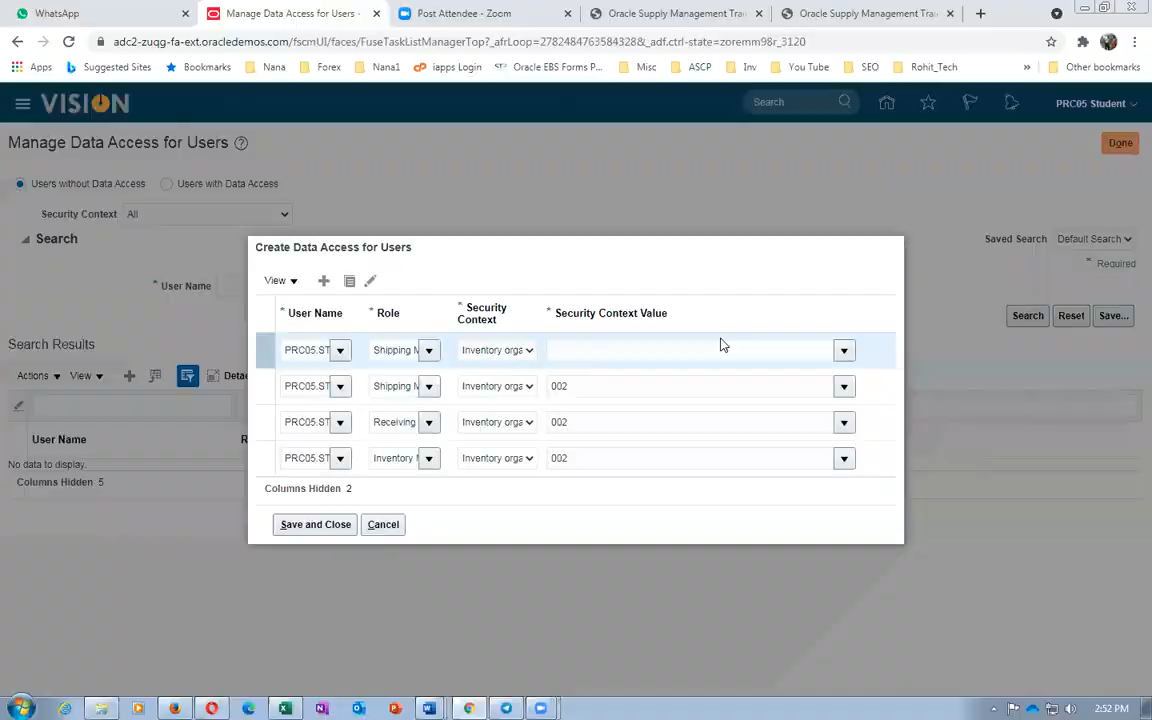 WhatsApp
Manage Data Access for Users -
Post Attendee - Zoom
Oracle Supply Management Trai
Oracle Supply Management Trai
adc2-zuqg-fa-ext.oracledemos.com/fscmUI/faces/FuseTaskListManagerTop?_afrLoop=27824847635843288&_adf.ctrl-state=zoremm98r_3120
Apps
Suggested Sites
Bookmarks
Nana
Forex
Nana1
iapps Login
Oracle EBS Forms P...
Misc
ASCP
Inv
You Tube
SEO
Rohit_Tech
»
Other bookmarks
VISION
Search
PRC05 Student
Manage Data Access for Users
Done
Users without Data Access
Users with Data Access
Security Context
All
Search
Saved Search
Default Search
* Required
* User Name
Search
Reset
Save...
Search Results
Actions
View
Detac
User Name
No data to display.
Columns Hidden 5
Create Data Access for Users
View
* User Name
* Role
* Security Context
* Security Context Value
PRC05.ST
Shipping M
Inventory orga
PRC05.ST
Shipping M
Inventory orga
002
PRC05.ST
Receiving
Inventory orga
002
PRC05.ST
Inventory
Inventory orga
002
Columns Hidden 2
Save and Close
Cancel
2:52 PM